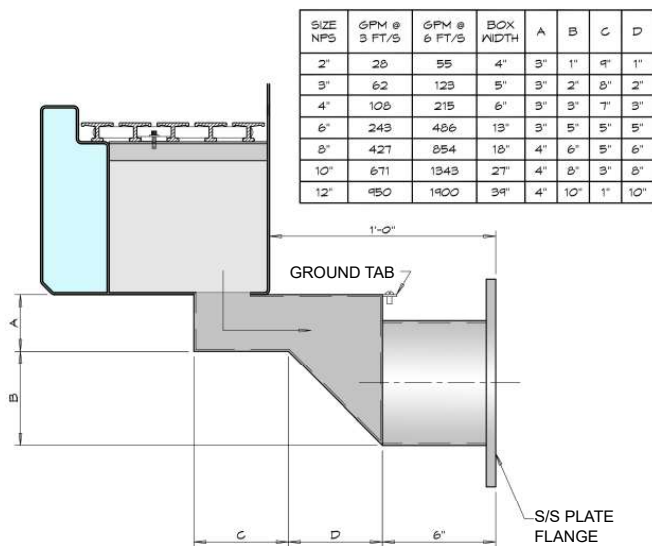 SIZE NPS GPM @ 3 FT/S GPM @ 6 FT/S BOX WIDTH A B C D
2" 28 55 4" 3" 1" 9" 1"
3" 62 123 5" 3" 2" 8" 2"
4" 108 215 6" 3" 3" 7" 3"
6" 243 486 13" 3" 5" 5" 5"
8" 427 854 18" 4" 6" 5" 6"
10" 671 1343 27" 4" 8" 3" 8"
12" 950 1900 39" 4" 10" 1" 10"
1'-0"
GROUND TAB
A
B
C
D
6"
S/S PLATE
FLANGE